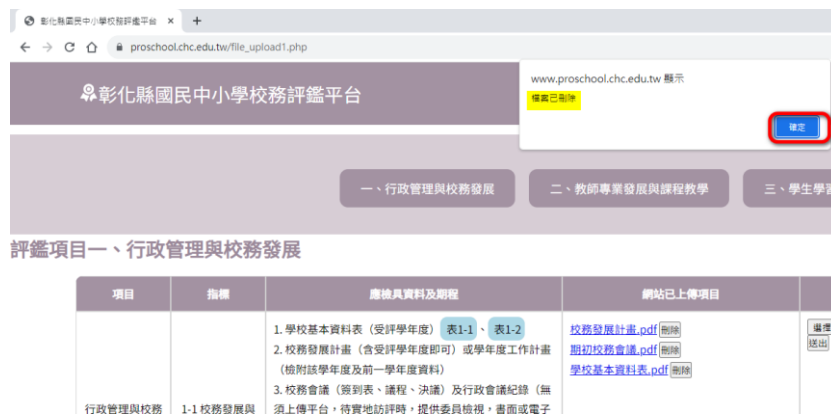 彰化縣國民中小學校務評鑑平台
proschool.chc.edu.tw/file_upload1.php
www.proschool.chc.edu.tw 顯示
檔案已刪除
確定
彰化縣國民中小學校務評鑑平台
一、行政管理與校務發展
二、教師專業發展與課程教學
三、學生學習
評鑑項目一、行政管理與校務發展
項目
指標
應檢具資料及期程
網站已上傳項目
1. 學校基本資料表（受評學年度） 表1-1 、 表1-2
2. 校務發展計畫（含受評學年度即可）或學年度工作計畫
（檢附該學年度及前一學年度資料）
3. 校務會議（簽到表、議程、決議）及行政會議紀錄（無
須上傳平台，待實地訪評時，提供委員檢視，書面或電子
行政管理與校務
1-1 校務發展與
校務發展計畫.pdf 刪除
期初校務會議.pdf 刪除
學校基本資料表.pdf 刪除
選擇
送出